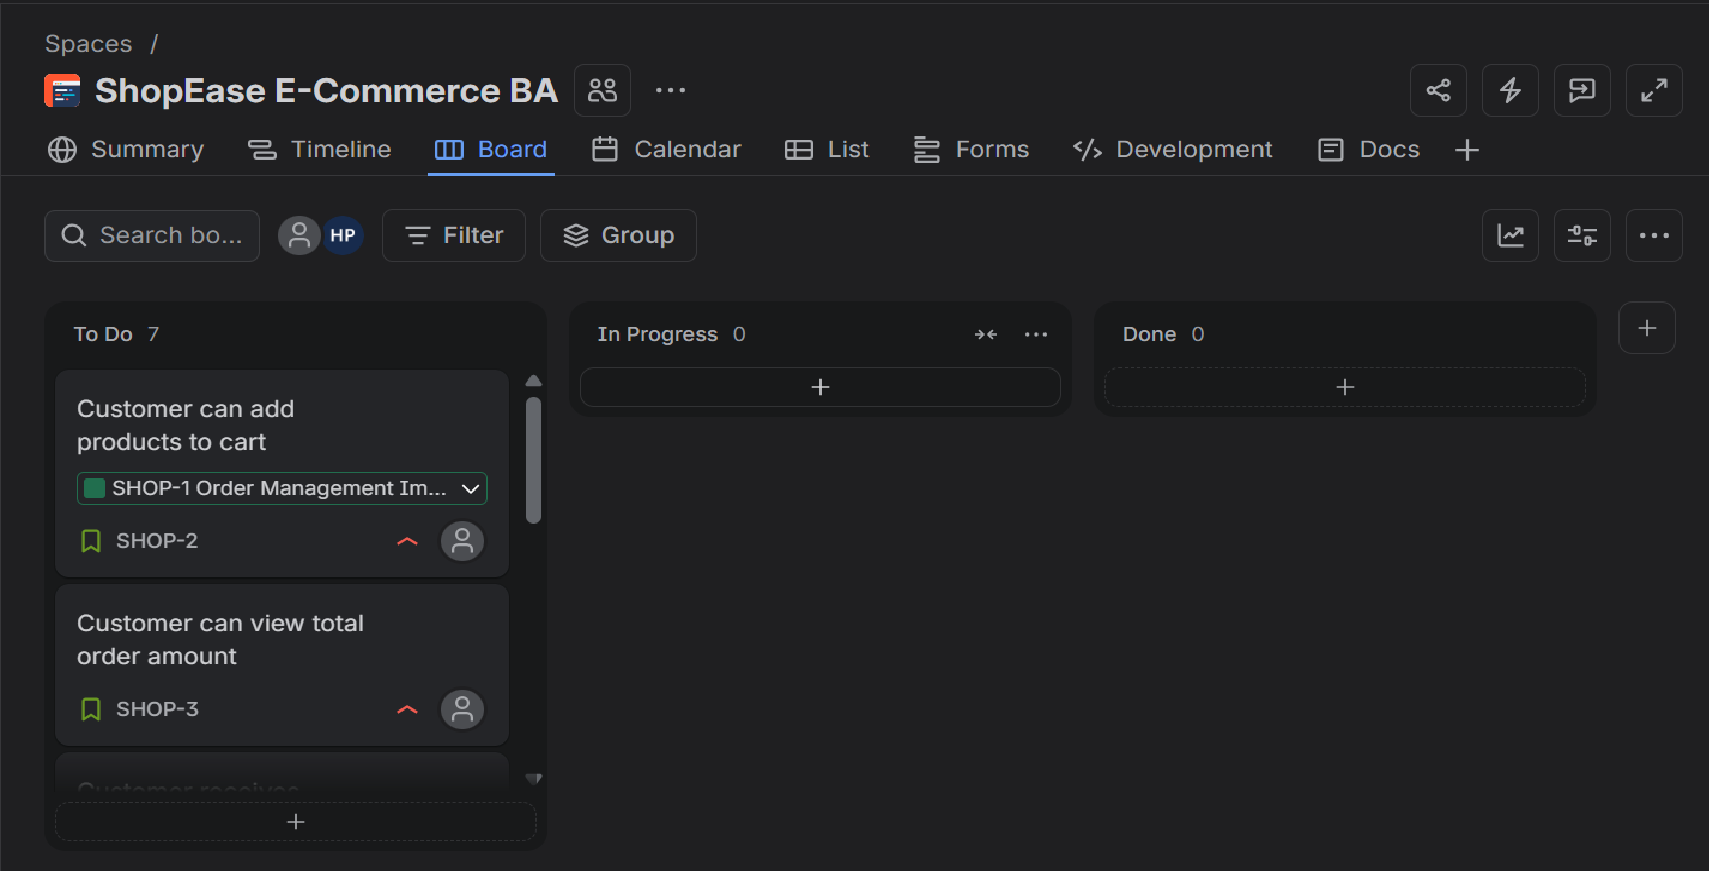 Spaces /
ShopEase E-Commerce BA
Summary Timeline Board Calendar List Forms Development Docs
Search bo... HP Filter Group
To Do 7
In Progress 0
Done 0
Customer can add
products to cart
SHOP-1 Order Management Im...
SHOP-2
Customer can view total
order amount
SHOP-3
Customer receives